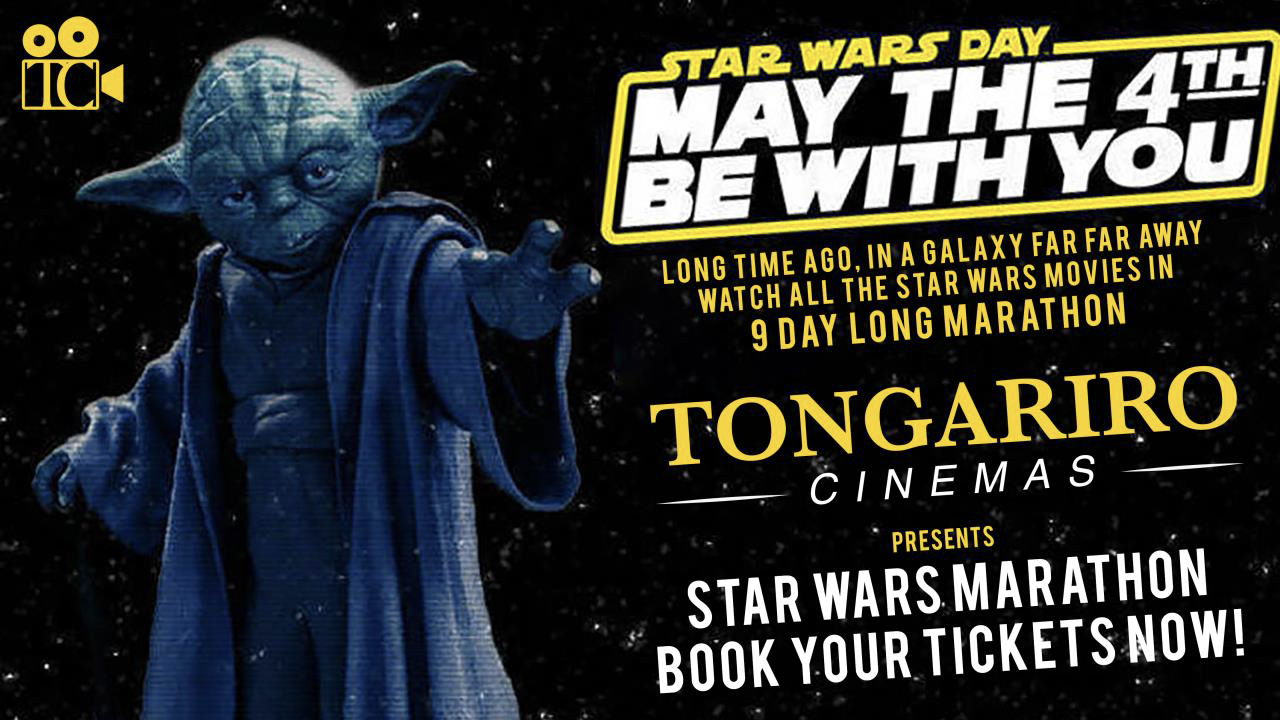 TC
STAR WARS DAY
MAY THE 4TH
BE WITH YOU
LONG TIME AGO, IN A GALAXY FAR FAR AWAY
WATCH ALL THE STAR WARS MOVIES IN
9 DAY LONG MARATHON
TONGARIRO
CINEMAS
PRESENTS
STAR WARS MARATHON
BOOK YOUR TICKETS NOW!